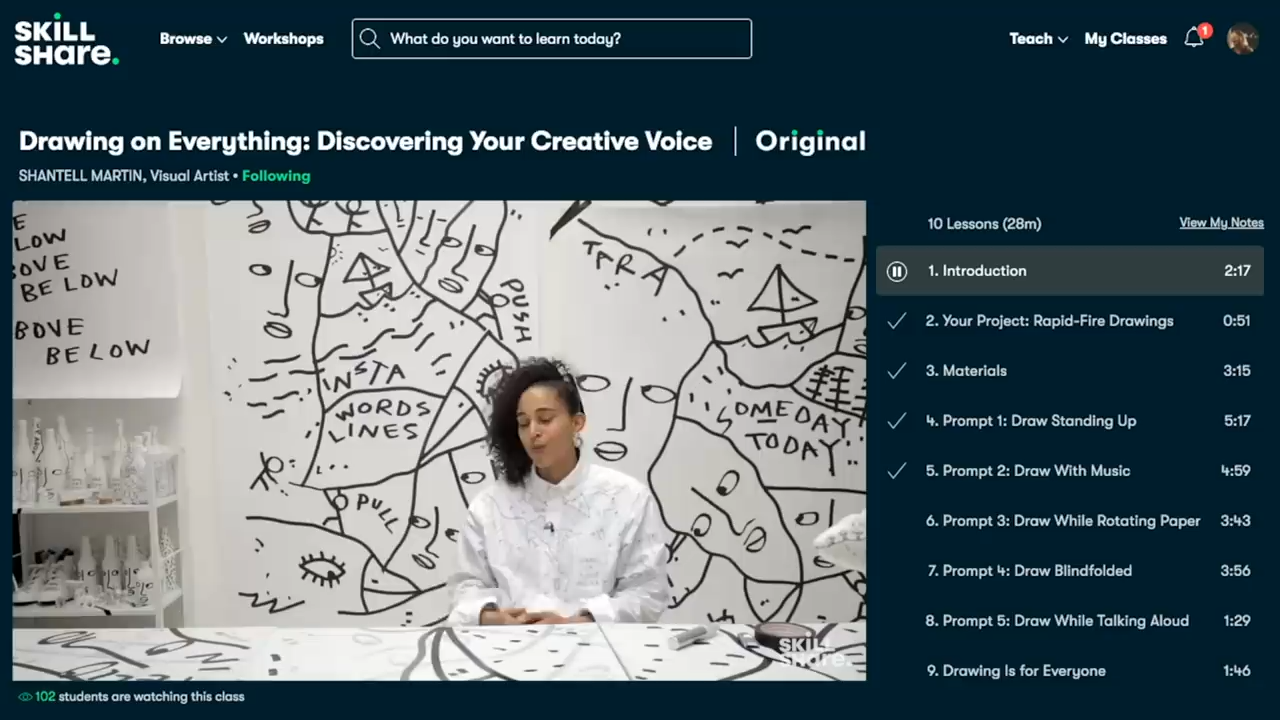 SKILL
SHARE.
Browse
Workshops
What do you want to learn today?
Teach
My Classes
1
Drawing on Everything: Discovering Your Creative Voice | Original
SHANTELL MARTIN, Visual Artist • Following
E
LOW
OVE
BE LOW
BOVE
BELOW
PUSH
TARA
INSTA
WORDS
LINES
SOMEDAY
TODAY
PULL
SKILL
SHARE.
102 students are watching this class
10 Lessons (28m)
View My Notes
1. Introduction 2:17
2. Your Project: Rapid-Fire Drawings 0:51
3. Materials 3:15
4. Prompt 1: Draw Standing Up 5:17
5. Prompt 2: Draw With Music 4:59
6. Prompt 3: Draw While Rotating Paper 3:43
7. Prompt 4: Draw Blindfolded 3:56
8. Prompt 5: Draw While Talking Aloud 1:29
9. Drawing Is for Everyone 1:46